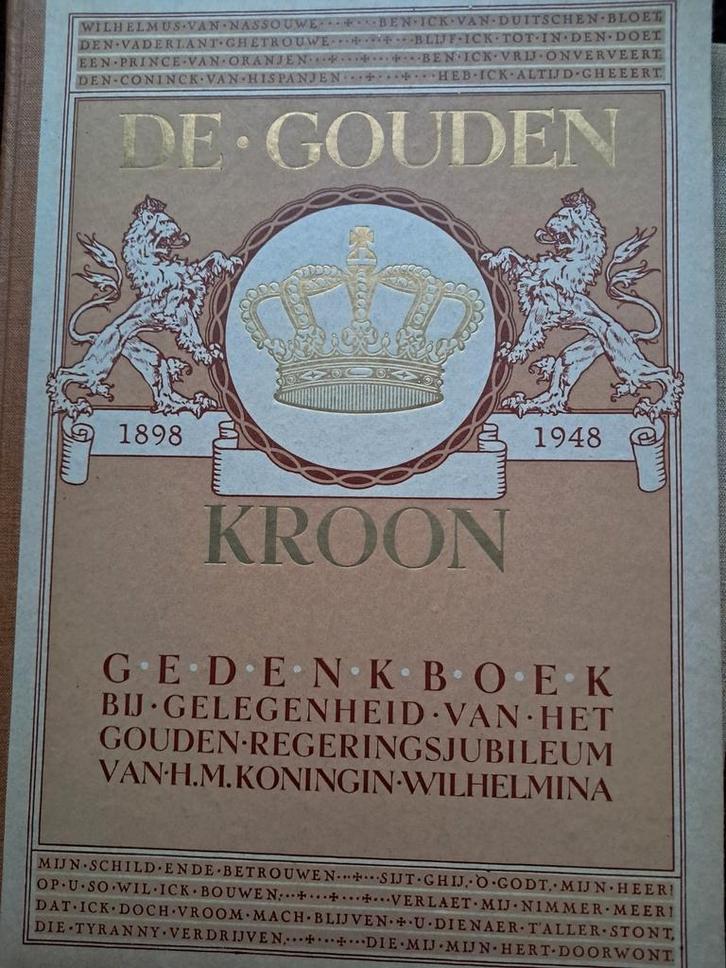 WILHELMUS·VAN·NASSOUWE···+···+···BEN·ICK·VAN·DUITSCHEN·BLOET,
DEN·VADERLANT·GHETROUWE···+···+···BLIJF·ICK·TOT·IN·DEN·DOET.
EEN·PRINCE·VAN·ORANJEN···+···+···BEN·ICK·VRIJ·ONVERVEERT,
DEN·CONINCK·VAN·HISPANJEN···+···+···HEB·ICK·ALTIJD·GHEEERT.
DE·GOUDEN
1898 1948
KROON
G·E·D·E·N·K·B·O·E·K
BIJ·GELEGENHEID·VAN·HET
GOUDEN·REGERINGSJUBILEUM
VAN·H.M.KONINGIN·WILHELMINA
MIJN·SCHILD·ENDE·BETROUWEN···+···SIJT·GHIJ,·O·GODT,·MIJN·HEER!
OP·U·SO·WIL·ICK·BOUWEN,···+···+···VERLAET·MIJ·NIMMER·MEER!
DAT·ICK·DOCH·VROOM·MACH·BLIJVEN·+·U·DIENAER·T'ALLER·STONT,
DIE·TYRANNY·VERDRIJVEN,···+···+···DIE·MIJ·MIJN·HERT·DOORWONT.